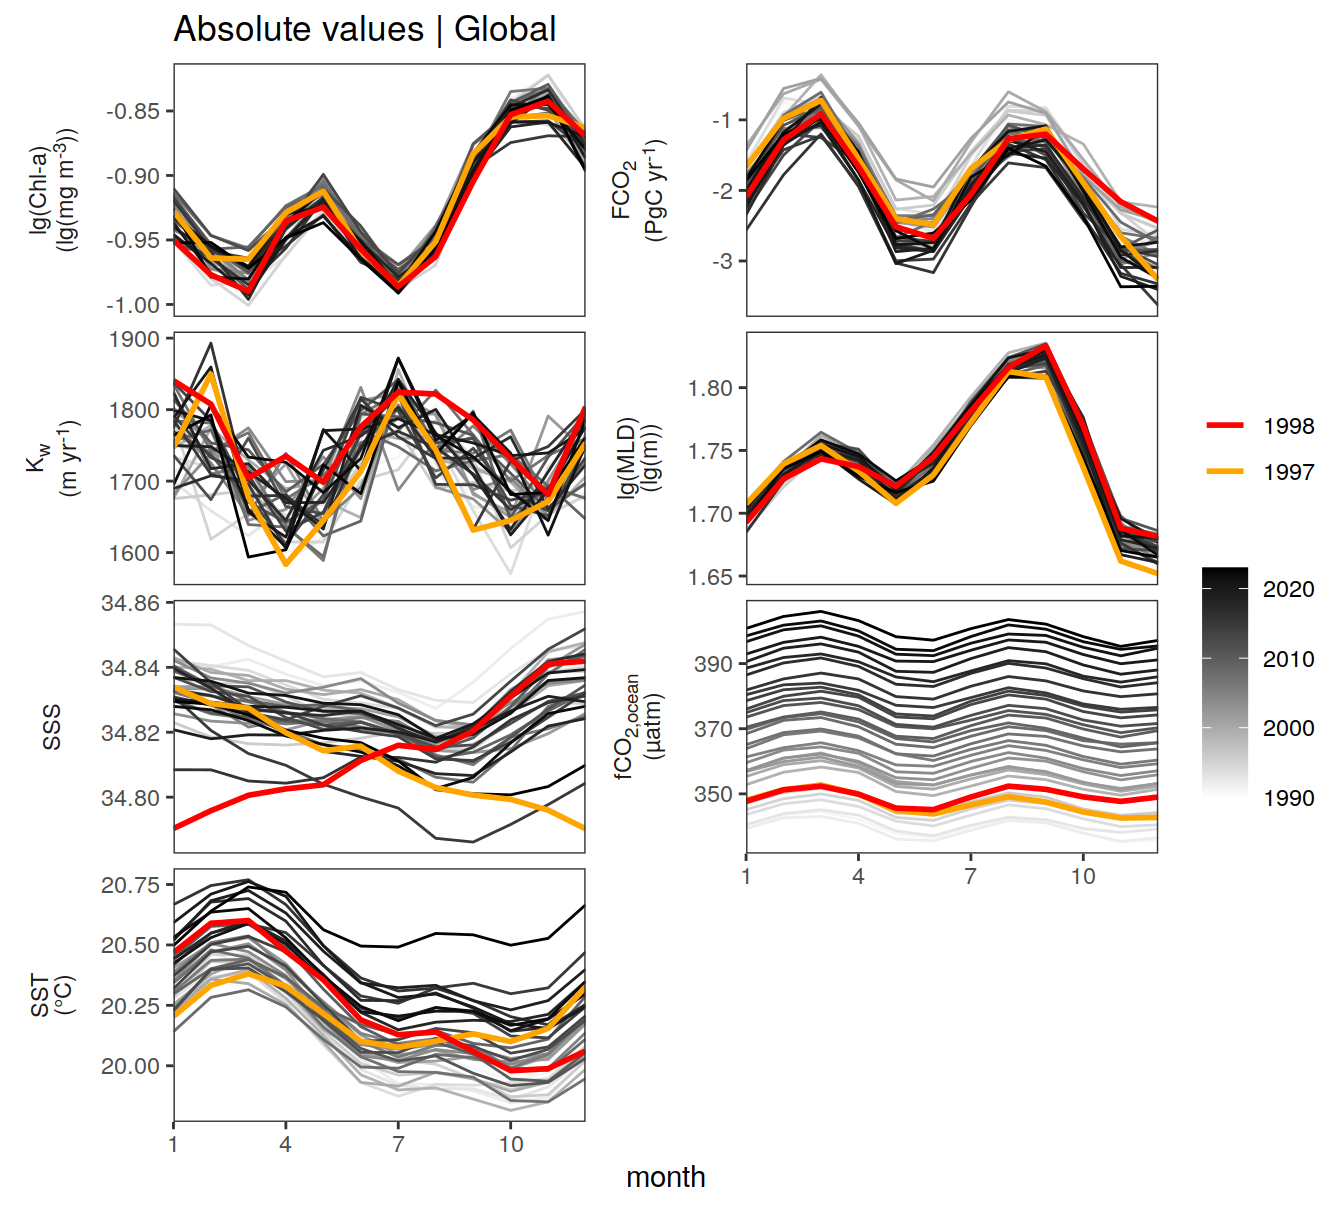 Absolute values | Global
lg(Chl-a)
(lg(mg m⁻³))
-0.85
-0.90
-0.95
-1.00
FCO₂
(PgC yr⁻¹)
-1
-2
-3
K_w
(m yr⁻¹)
1900
1800
1700
1600
lg(MLD)
(lg(m))
1.80
1.75
1.70
1.65
SSS
34.86
34.84
34.82
34.80
fCO₂,ocean
(µatm)
390
370
350
1
4
7
10
SST
(°C)
20.75
20.50
20.25
20.00
1
4
7
10
month
1998
1997
2020
2010
2000
1990